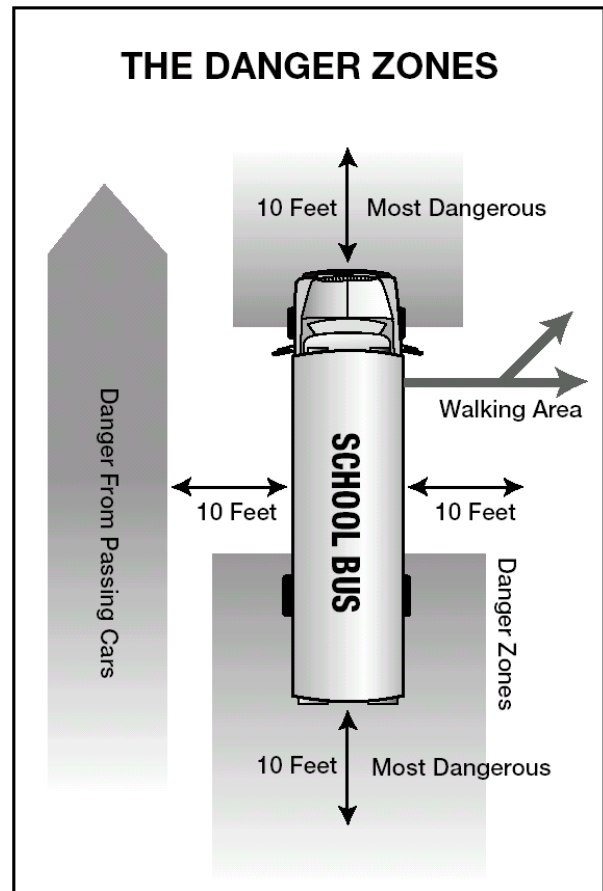 THE DANGER ZONES
10 Feet
Most Dangerous
Walking Area
Danger From Passing Cars
SCHOOL BUS
10 Feet
10 Feet
Danger Zones
10 Feet
Most Dangerous